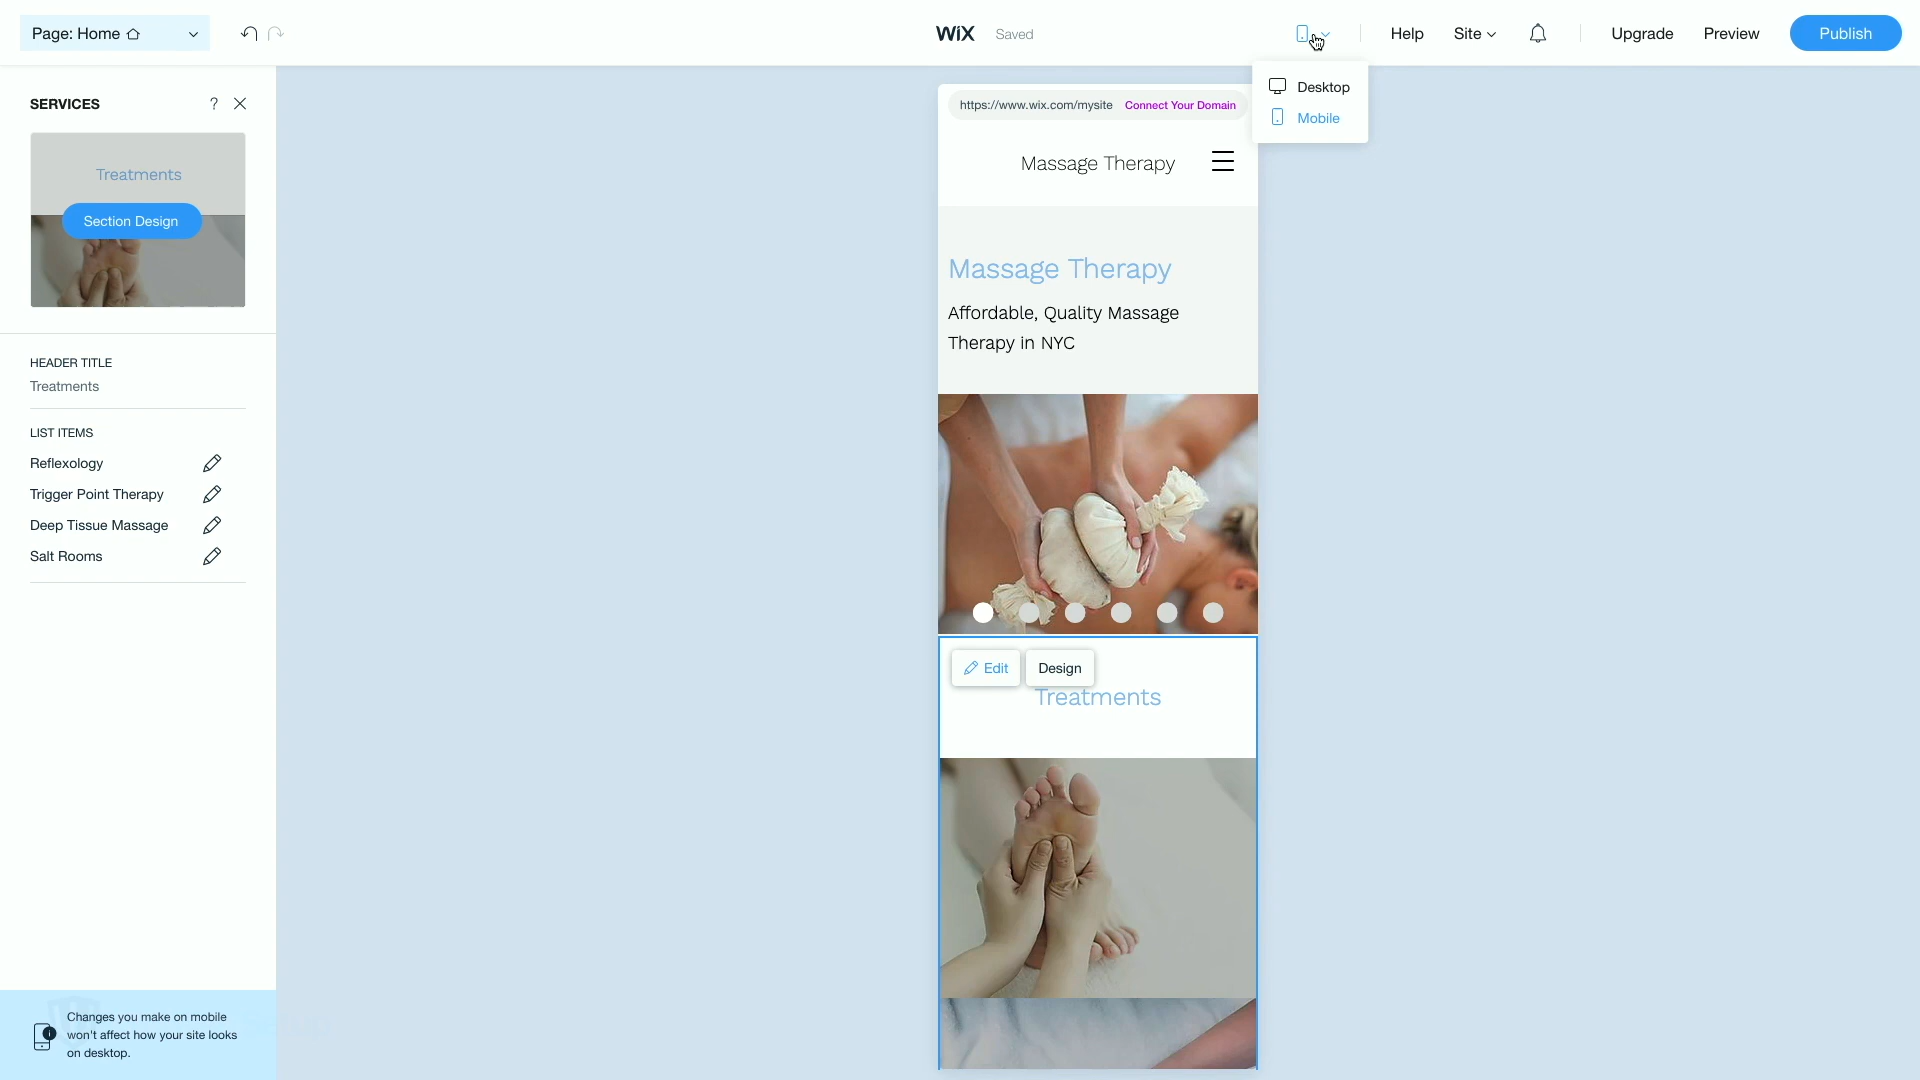 Page: Home
WiX
Saved
Help
Site
Upgrade
Preview
Publish
Desktop
Mobile
SERVICES
?
Treatments
Section Design
HEADER TITLE
Treatments
LIST ITEMS
Reflexology
Trigger Point Therapy
Deep Tissue Massage
Salt Rooms
Changes you make on mobile
won't affect how your site looks
on desktop.
https://www.wix.com/mysite Connect Your Domain
Massage Therapy
Massage Therapy
Affordable, Quality Massage
Therapy in NYC
Edit
Design
Treatments